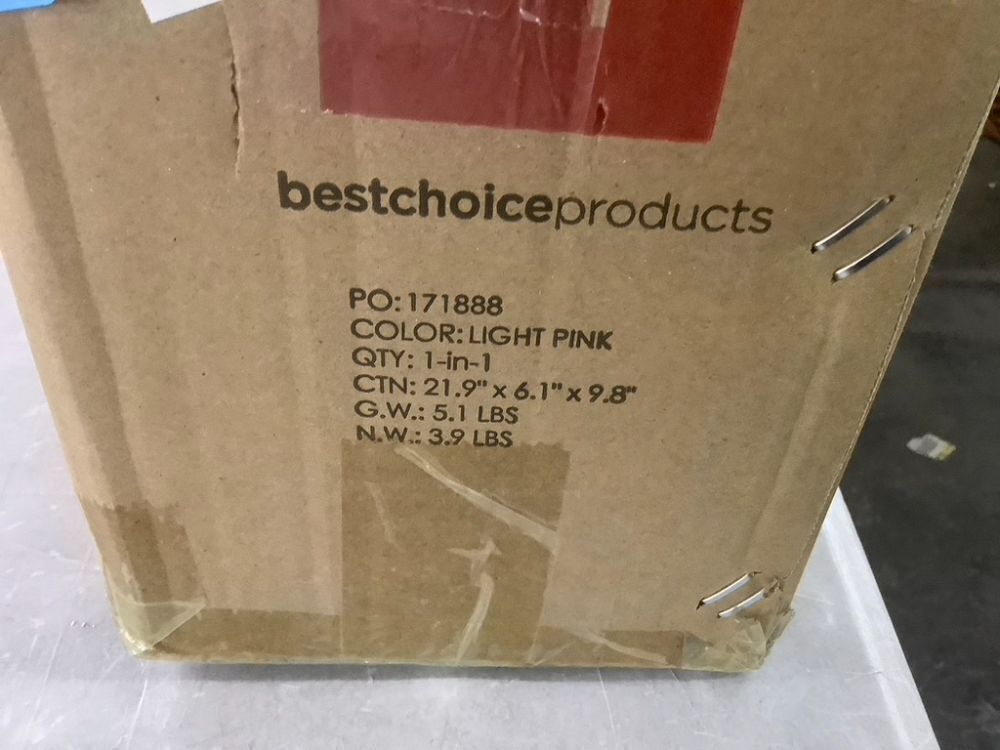 bestchoiceproducts
PO: 171888
COLOR: LIGHT PINK
QTY: 1-in-1
CTN: 21.9" x 6.1" x 9.8"
G.W.: 5.1 LBS
N.W.: 3.9 LBS